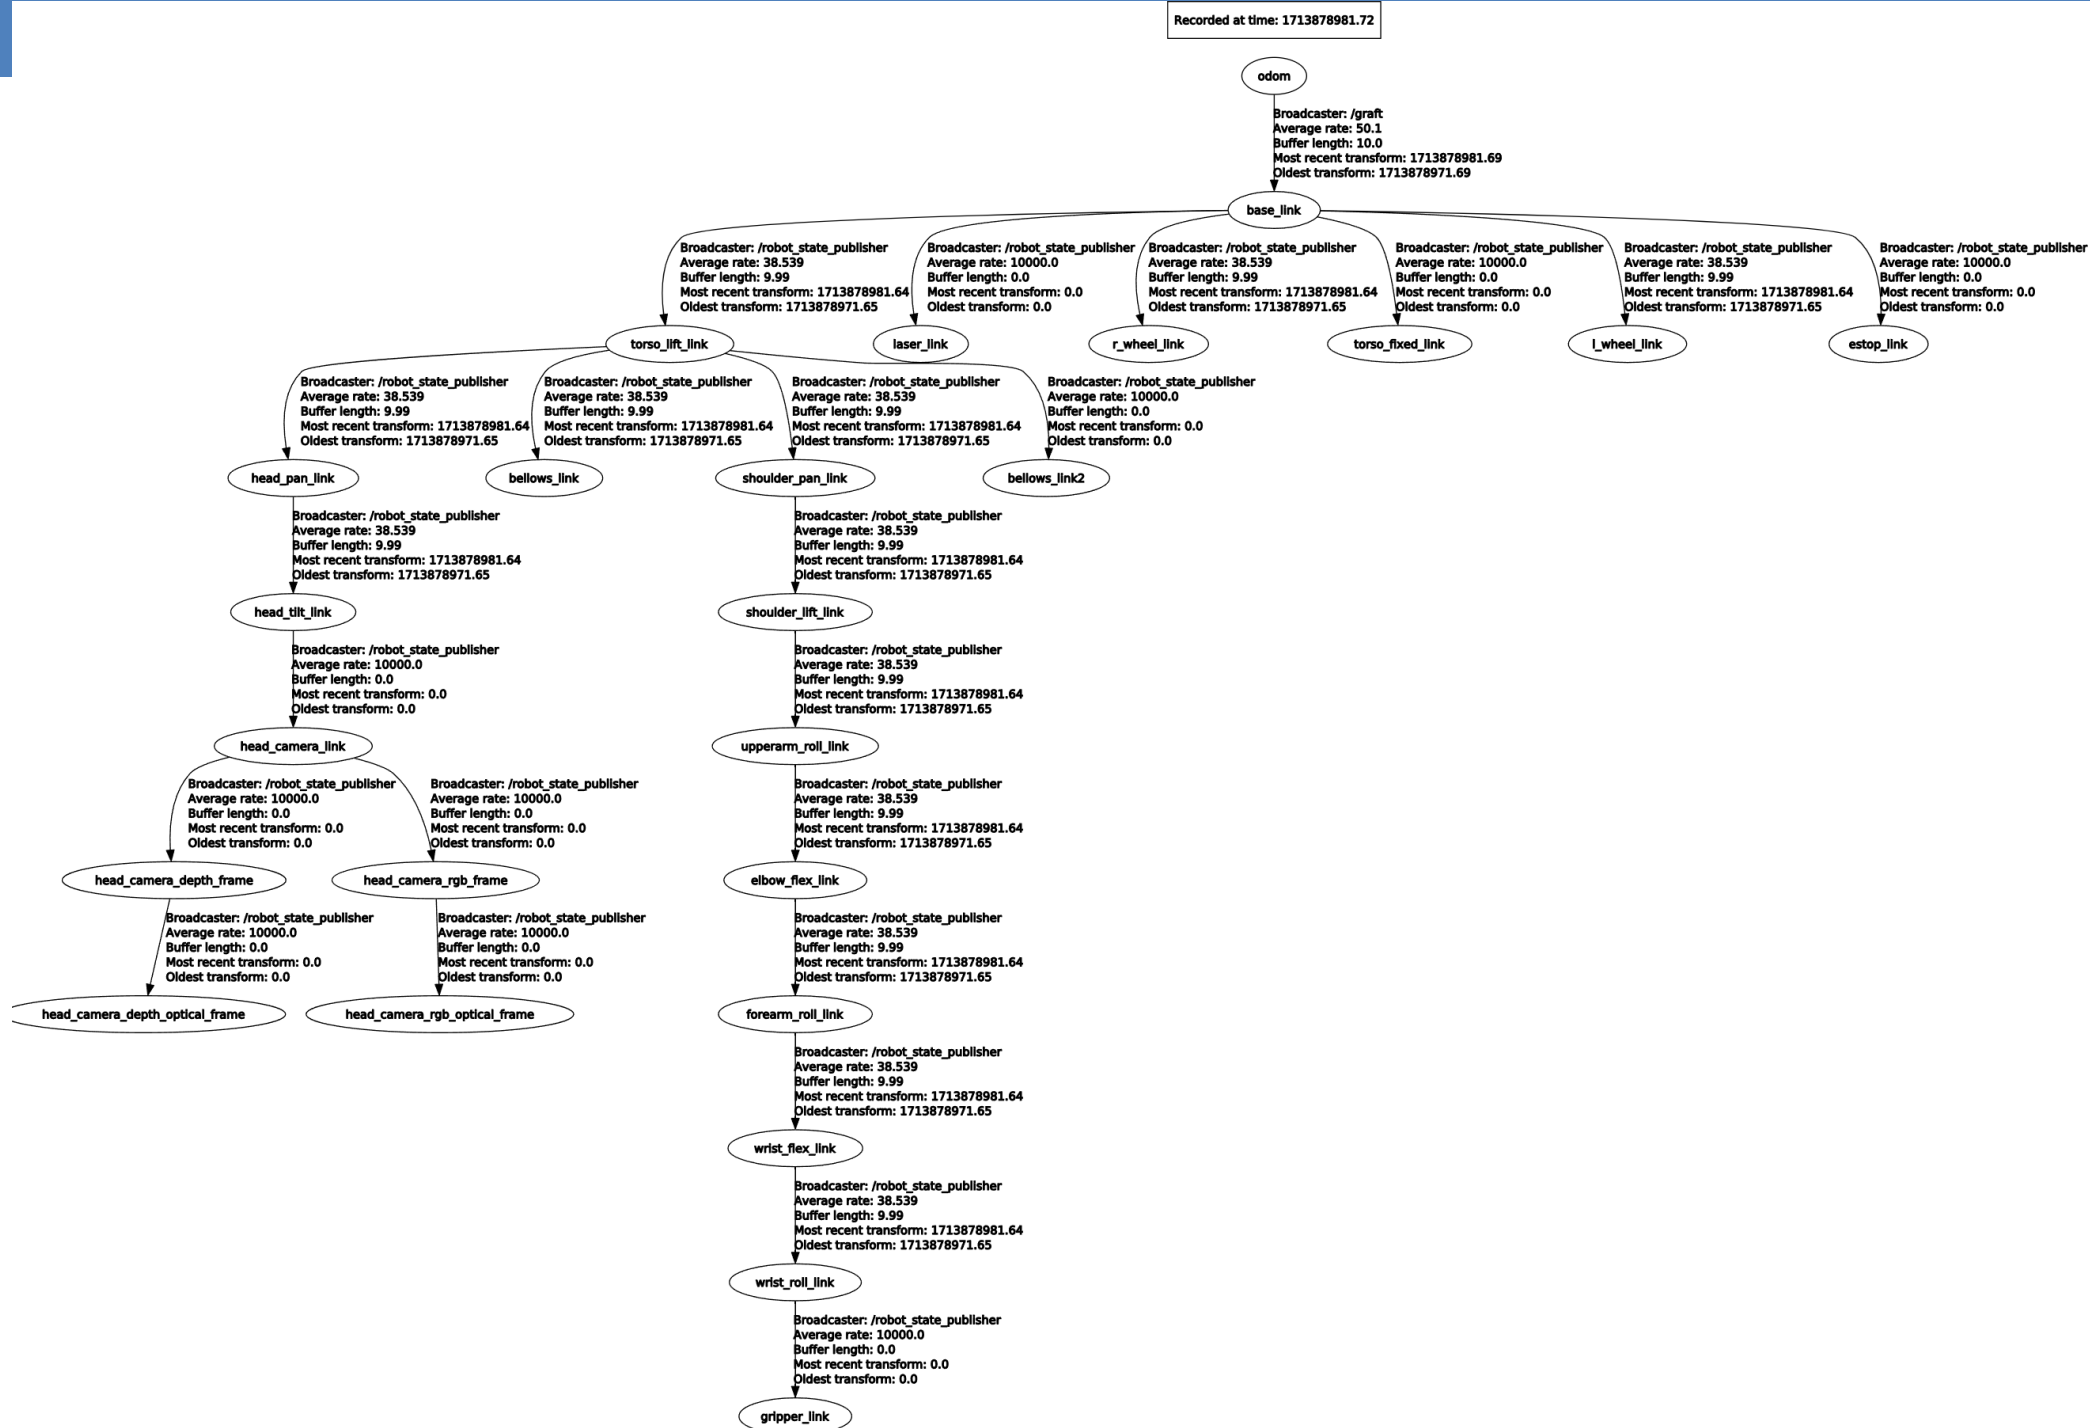 Recorded at time: 1713878981.72
odom
Broadcaster: /graft
Average rate: 50.1
Buffer length: 10.0
Most recent transform: 1713878981.69
Oldest transform: 1713878971.69
base_link
Broadcaster: /robot_state_publisher
Average rate: 38.539
Buffer length: 9.99
Most recent transform: 1713878981.64
Oldest transform: 1713878971.65
Broadcaster: /robot_state_publisher
Average rate: 10000.0
Buffer length: 0.0
Most recent transform: 0.0
Oldest transform: 0.0
Broadcaster: /robot_state_publisher
Average rate: 38.539
Buffer length: 9.99
Most recent transform: 1713878981.64
Oldest transform: 1713878971.65
Broadcaster: /robot_state_publisher
Average rate: 10000.0
Buffer length: 0.0
Most recent transform: 0.0
Oldest transform: 0.0
Broadcaster: /robot_state_publisher
Average rate: 38.539
Buffer length: 9.99
Most recent transform: 1713878981.64
Oldest transform: 1713878971.65
Broadcaster: /robot_state_publisher
Average rate: 10000.0
Buffer length: 0.0
Most recent transform: 0.0
Oldest transform: 0.0
torso_lift_link
laser_link
r_wheel_link
torso_fixed_link
l_wheel_link
estop_link
Broadcaster: /robot_state_publisher
Average rate: 38.539
Buffer length: 9.99
Most recent transform: 1713878981.64
Oldest transform: 1713878971.65
Broadcaster: /robot_state_publisher
Average rate: 38.539
Buffer length: 9.99
Most recent transform: 1713878981.64
Oldest transform: 1713878971.65
Broadcaster: /robot_state_publisher
Average rate: 38.539
Buffer length: 9.99
Most recent transform: 1713878981.64
Oldest transform: 1713878971.65
Broadcaster: /robot_state_publisher
Average rate: 10000.0
Buffer length: 0.0
Most recent transform: 0.0
Oldest transform: 0.0
head_pan_link
bellows_link
shoulder_pan_link
bellows_link2
Broadcaster: /robot_state_publisher
Average rate: 38.539
Buffer length: 9.99
Most recent transform: 1713878981.64
Oldest transform: 1713878971.65
Broadcaster: /robot_state_publisher
Average rate: 38.539
Buffer length: 9.99
Most recent transform: 1713878981.64
Oldest transform: 1713878971.65
head_tilt_link
shoulder_lift_link
Broadcaster: /robot_state_publisher
Average rate: 10000.0
Buffer length: 0.0
Most recent transform: 0.0
Oldest transform: 0.0
Broadcaster: /robot_state_publisher
Average rate: 38.539
Buffer length: 9.99
Most recent transform: 1713878981.64
Oldest transform: 1713878971.65
head_camera_link
upperarm_roll_link
Broadcaster: /robot_state_publisher
Average rate: 10000.0
Buffer length: 0.0
Most recent transform: 0.0
Oldest transform: 0.0
Broadcaster: /robot_state_publisher
Average rate: 10000.0
Buffer length: 0.0
Most recent transform: 0.0
Oldest transform: 0.0
Broadcaster: /robot_state_publisher
Average rate: 38.539
Buffer length: 9.99
Most recent transform: 1713878981.64
Oldest transform: 1713878971.65
head_camera_depth_frame
head_camera_rgb_frame
elbow_flex_link
Broadcaster: /robot_state_publisher
Average rate: 10000.0
Buffer length: 0.0
Most recent transform: 0.0
Oldest transform: 0.0
Broadcaster: /robot_state_publisher
Average rate: 10000.0
Buffer length: 0.0
Most recent transform: 0.0
Oldest transform: 0.0
Broadcaster: /robot_state_publisher
Average rate: 38.539
Buffer length: 9.99
Most recent transform: 1713878981.64
Oldest transform: 1713878971.65
head_camera_depth_optical_frame
head_camera_rgb_optical_frame
forearm_roll_link
Broadcaster: /robot_state_publisher
Average rate: 38.539
Buffer length: 9.99
Most recent transform: 1713878981.64
Oldest transform: 1713878971.65
wrist_flex_link
Broadcaster: /robot_state_publisher
Average rate: 38.539
Buffer length: 9.99
Most recent transform: 1713878981.64
Oldest transform: 1713878971.65
wrist_roll_link
Broadcaster: /robot_state_publisher
Average rate: 10000.0
Buffer length: 0.0
Most recent transform: 0.0
Oldest transform: 0.0
gripper_link